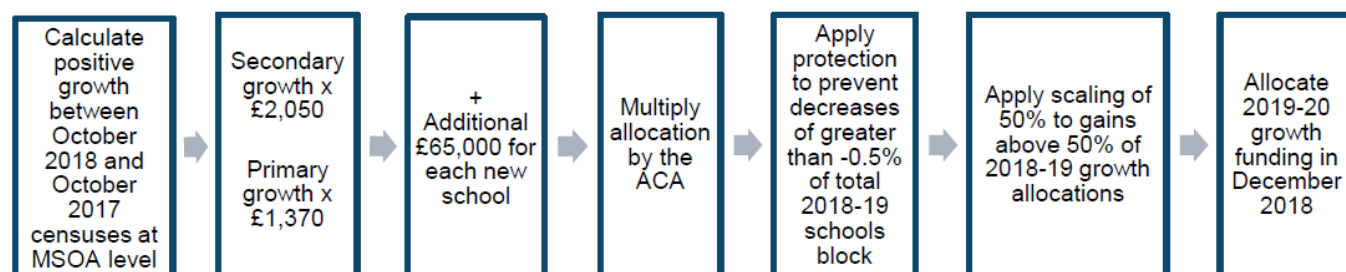 Calculate
positive
growth
between
October
2018 and
October
2017
censuses at
MSOA level
Secondary
growth x
£2,050
Primary
growth x
£1,370
+
Additional
£65,000 for
each new
school
Multiply
allocation
by the
ACA
Apply
protection
to prevent
decreases
of greater
than -0.5%
of total
2018-19
schools
block
Apply scaling of
50% to gains
above 50% of
2018-19 growth
allocations
Allocate
2019-20
growth
funding in
December
2018